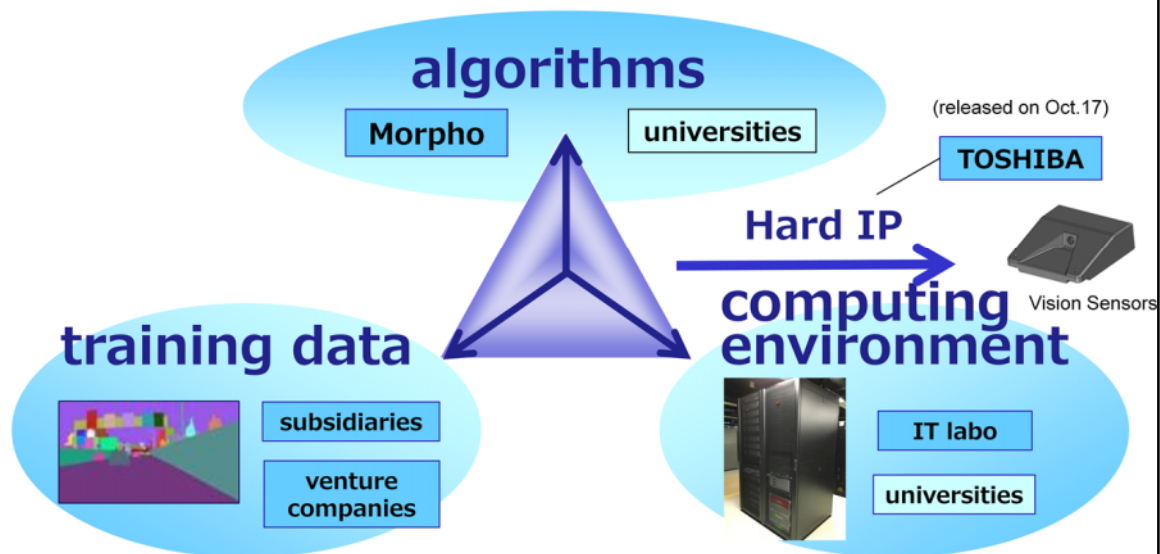 algorithms
Morpho
universities
(released on Oct.17)
TOSHIBA
Hard IP
Vision Sensors
computing
environment
IT labo
universities
training data
subsidiaries
venture
companies